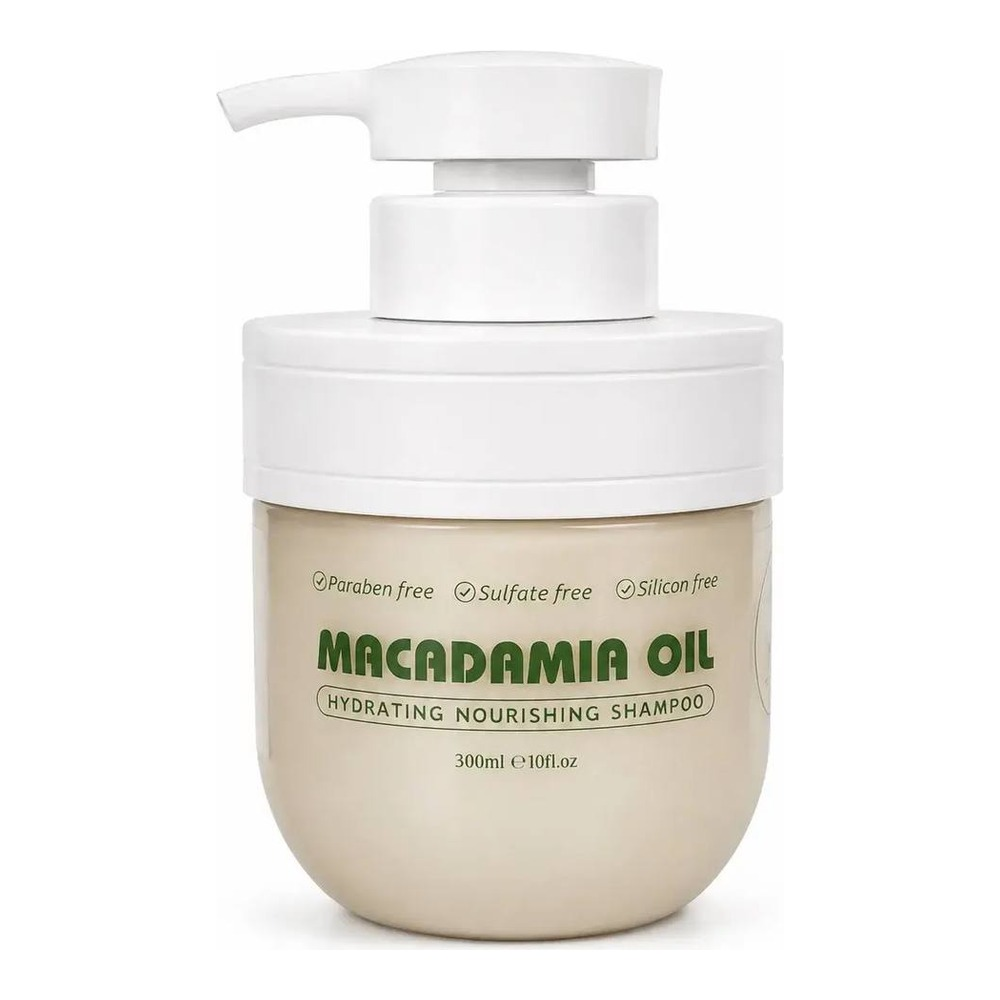 Paraben free Sulfate free Silicon free
MACADAMIA OIL
HYDRATING NOURISHING SHAMPOO
300ml ℮10fl.oz